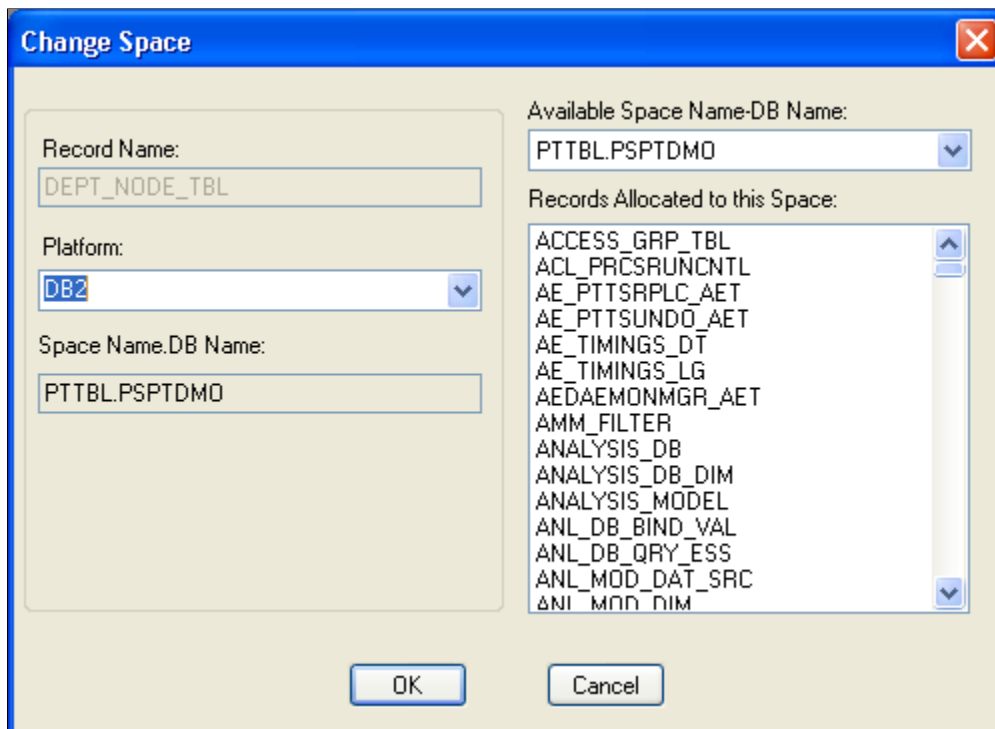 Change Space
Record Name:
DEPT_NODE_TBL
Platform:
DB2
Space Name.DB Name:
PTTBL.PSPTDMO
Available Space Name-DB Name:
PTTBL.PSPTDMO
Records Allocated to this Space:
ACCESS_GRP_TBL
ACL_PRCSRUNCNTL
AE_PTTSRPLC_AET
AE_PTTSUNDO_AET
AE_TIMINGS_DT
AE_TIMINGS_LG
AEDAEMONMGR_AET
AMM_FILTER
ANALYSIS_DB
ANALYSIS_DB_DIM
ANALYSIS_MODEL
ANL_DB_BIND_VAL
ANL_DB_QRY_ESS
ANL_MOD_DAT_SRC
ANL_MOD_DIM
OK
Cancel